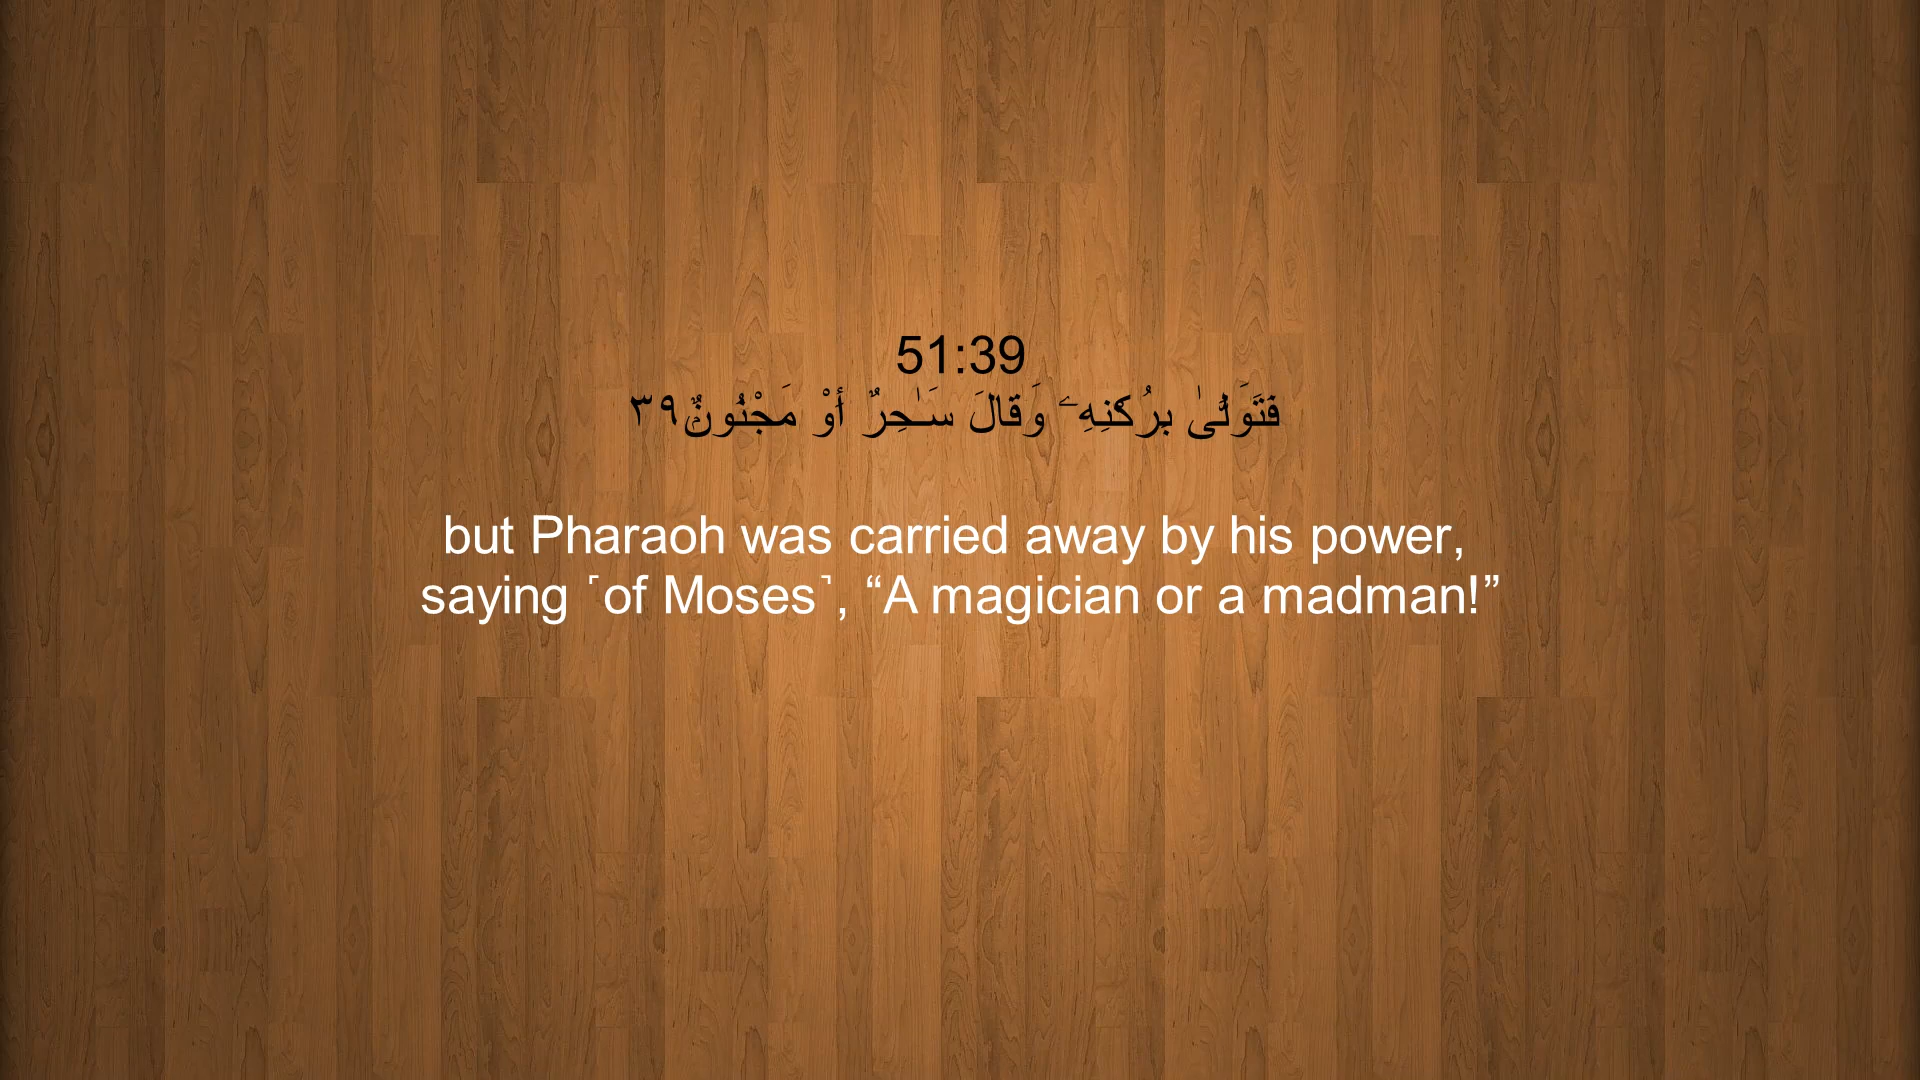 51:39
فَتَوَلَّىٰ بِرُكْنِهِۦ وَقَالَ سَـٰحِرٌ أَوْ مَجْنُونٌۭ ٣٩
but Pharaoh was carried away by his power,
saying ˹of Moses˺, “A magician or a madman!”